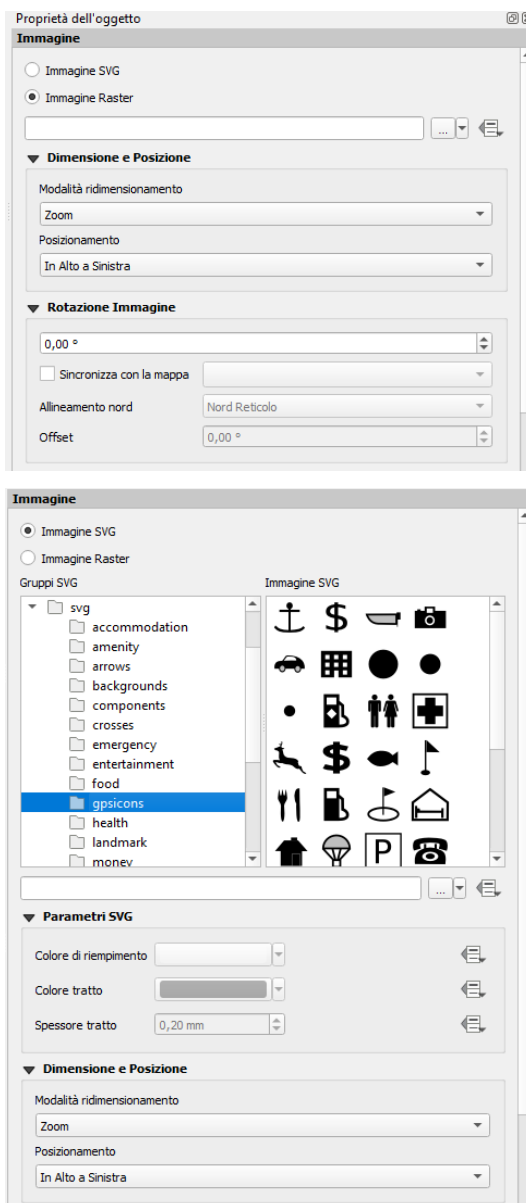 Proprietà dell'oggetto
Immagine
Immagine SVG
Immagine Raster
...
Dimensione e Posizione
Modalità ridimensionamento
Zoom
Posizionamento
In Alto a Sinistra
Rotazione Immagine
0,00 °
Sincronizza con la mappa
Allineamento nord
Nord Reticolo
Offset
0,00 °
Immagine
Immagine SVG
Immagine Raster
Gruppi SVG
Immagine SVG
svg
accommodation
amenity
arrows
backgrounds
components
crosses
emergency
entertainment
food
gpsicons
health
landmark
money
$
$
P
...
Parametri SVG
Colore di riempimento
Colore tratto
Spessore tratto
0,20 mm
Dimensione e Posizione
Modalità ridimensionamento
Zoom
Posizionamento
In Alto a Sinistra